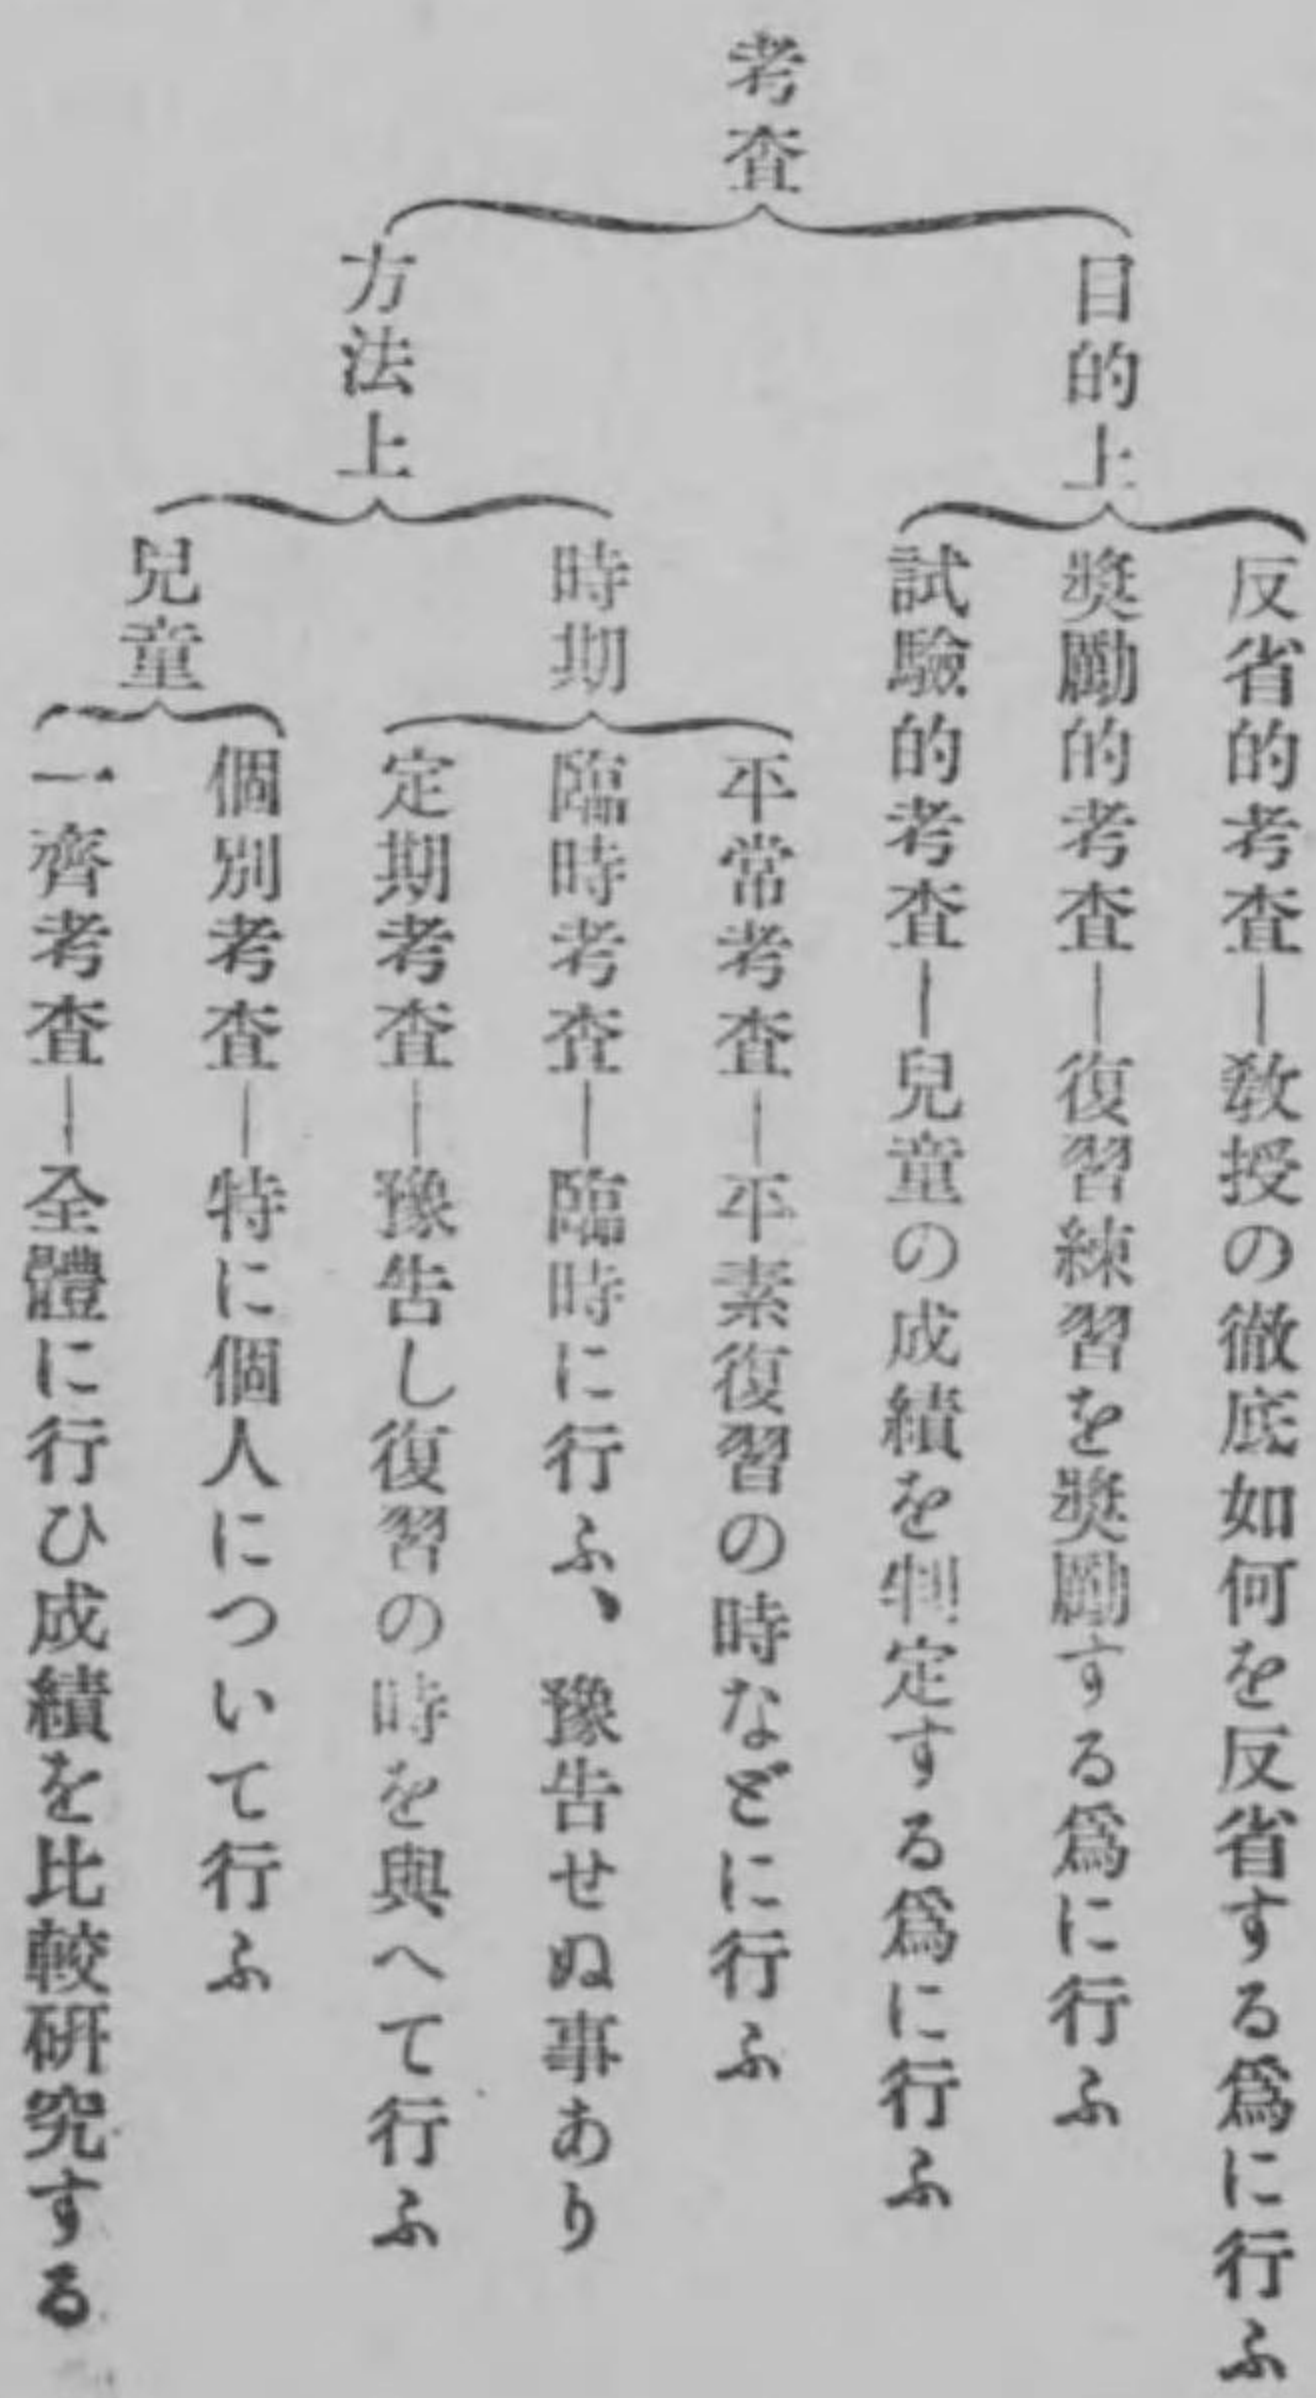 考査
目的上
反省的考査―敎授の徹底如何を反省する爲に行ふ
奬勵的考査―復習練習を奬勵する爲に行ふ
試驗的考査―兒童の成績を判定する爲に行ふ
方法上
時期
平常考査―平素復習の時などに行ふ
臨時考査―臨時に行ふ、豫告せぬ事あり
定期考査―豫告し復習の時を與へて行ふ
兒童
個別考査―特に個人について行ふ
一齊考査―全體に行ひ成績を比較硏究する